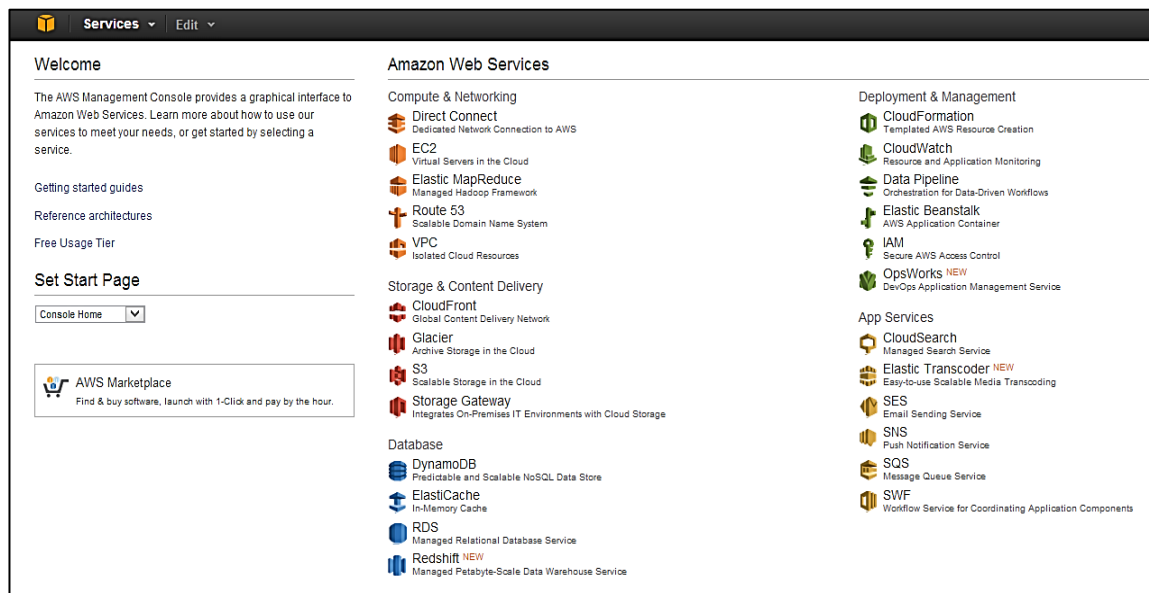 Services Edit
Welcome
The AWS Management Console provides a graphical interface to
Amazon Web Services. Learn more about how to use our
services to meet your needs, or get started by selecting a
service.
Getting started guides
Reference architectures
Free Usage Tier
Set Start Page
Console Home
AWS Marketplace
Find & buy software, launch with 1-Click and pay by the hour.
Amazon Web Services
Compute & Networking
Direct Connect
Dedicated Network Connection to AWS
EC2
Virtual Servers in the Cloud
Elastic MapReduce
Managed Hadoop Framework
Route 53
Scalable Domain Name System
VPC
Isolated Cloud Resources
Storage & Content Delivery
CloudFront
Global Content Delivery Network
Glacier
Archive Storage in the Cloud
S3
Scalable Storage in the Cloud
Storage Gateway
Integrates On-Premises IT Environments with Cloud Storage
Database
DynamoDB
Predictable and Scalable NoSQL Data Store
ElastiCache
In-Memory Cache
RDS
Managed Relational Database Service
Redshift NEW
Managed Petabyte-Scale Data Warehouse Service
Deployment & Management
CloudFormation
Templated AWS Resource Creation
CloudWatch
Resource and Application Monitoring
Data Pipeline
Orchestration for Data-Driven Workflows
Elastic Beanstalk
AWS Application Container
IAM
Secure AWS Access Control
OpsWorks NEW
DevOps Application Management Service
App Services
CloudSearch
Managed Search Service
Elastic Transcoder NEW
Easy-to-use Scalable Media Transcoding
SES
Email Sending Service
SNS
Push Notification Service
SQS
Message Queue Service
SWF
Workflow Service for Coordinating Application Components